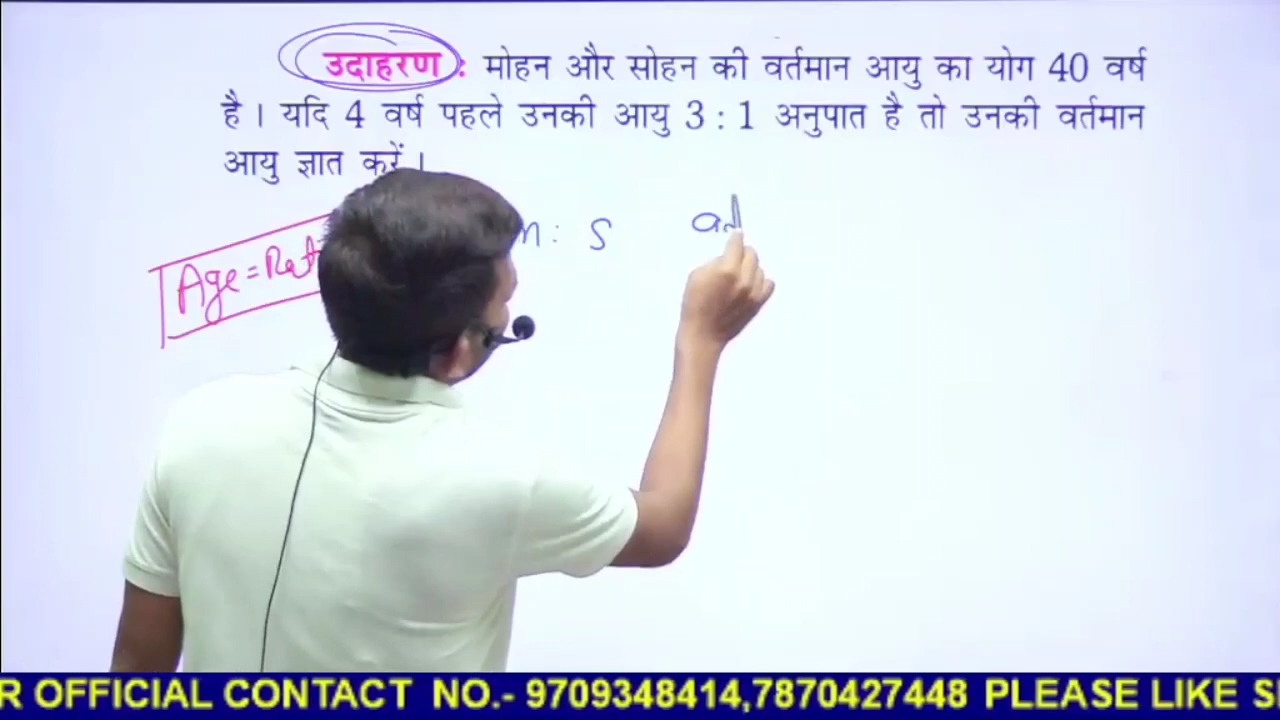 उदाहरण : मोहन और सोहन की वर्तमान आयु का योग 40 वर्ष
है । यदि 4 वर्ष पहले उनकी आयु 3 : 1 अनुपात है तो उनकी वर्तमान
आयु ज्ञात करें ।
: S
Age =
R OFFICIAL CONTACT NO.- 9709348414,7870427448 PLEASE LIKE S